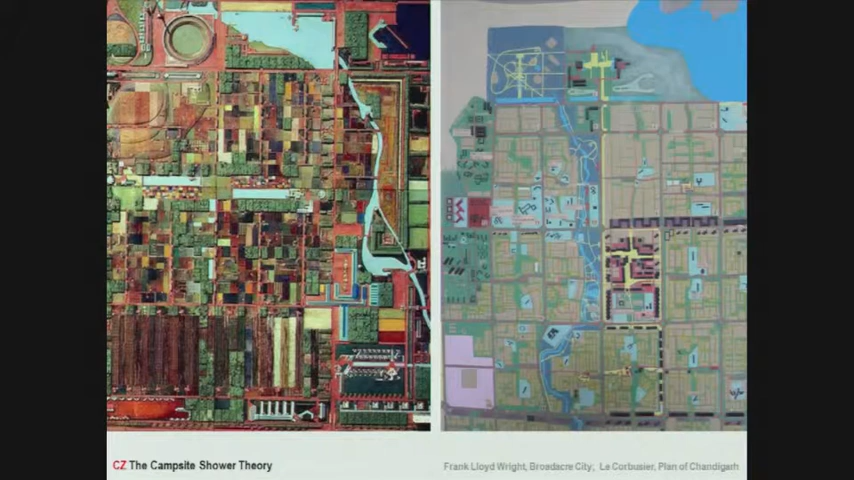 CZ The Campsite Shower Theory
Frank Lloyd Wright, Broadacre City; Le Corbusier, Plan of Chandigarh